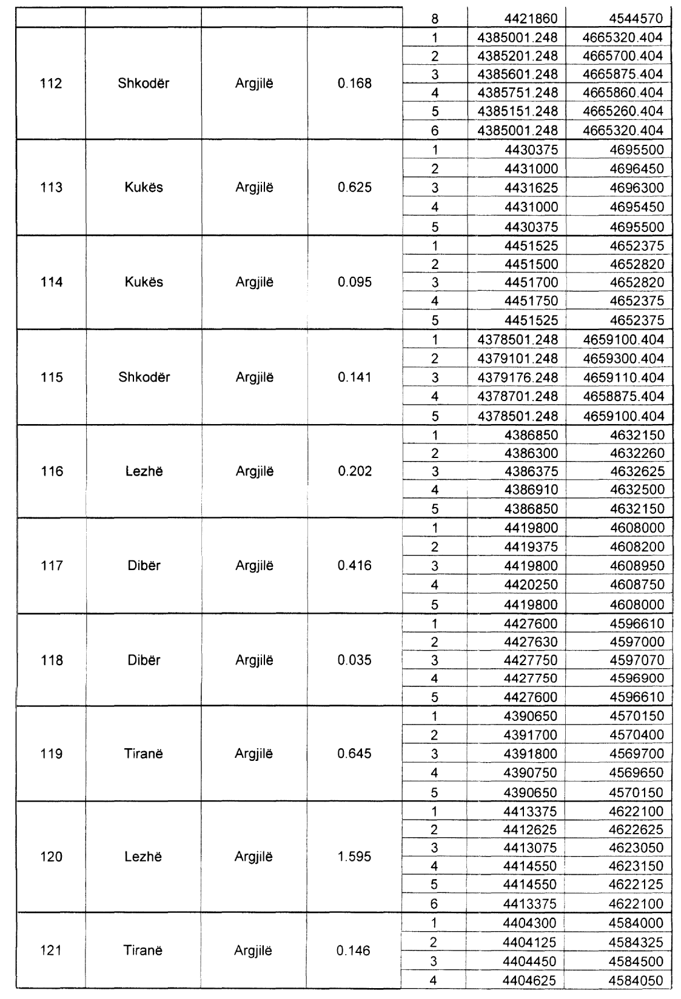 8 4421860 4544570
1 4385001.248 4665320.404
2 4385201.248 4665700.404
3 4385601.248 4665875.404
112 Shkodër Argjilë 0.168
4 4385751.248 4665860.404
5 4385151.248 4665260.404
6 4385001.248 4665320.404
1 4430375 4695500
2 4431000 4696450
113 Kukës Argjilë 0.625 3 4431625 4696300
4 4431000 4695450
5 4430375 4695500
1 4451525 4652375
2 4451500 4652820
114 Kukës Argjilë 0.095 3 4451700 4652820
4 4451750 4652375
5 4451525 4652375
1 4378501.248 4659100.404
2 4379101.248 4659300.404
115 Shkodër Argjilë 0.141 3 4379176.248 4659110.404
4 4378701.248 4658875.404
5 4378501.248 4659100.404
1 4386850 4632150
2 4386300 4632260
116 Lezhë Argjilë 0.202 3 4386375 4632625
4 4386910 4632500
5 4386850 4632150
1 4419800 4608000
2 4419375 4608200
117 Dibër Argjilë 0.416 3 4419800 4608950
4 4420250 4608750
5 4419800 4608000
1 4427600 4596610
2 4427630 4597000
118 Dibër Argjilë 0.035 3 4427750 4597070
4 4427750 4596900
5 4427600 4596610
1 4390650 4570150
2 4391700 4570400
119 Tiranë Argjilë 0.645 3 4391800 4569700
4 4390750 4569650
5 4390650 4570150
1 4413375 4622100
2 4412625 4622625
3 4413075 4623050
120 Lezhë Argjilë 1.595
4 4414550 4623150
5 4414550 4622125
6 4413375 4622100
1 4404300 4584000
2 4404125 4584325
121 Tiranë Argjilë 0.146
3 4404450 4584500
4 4404625 4584050